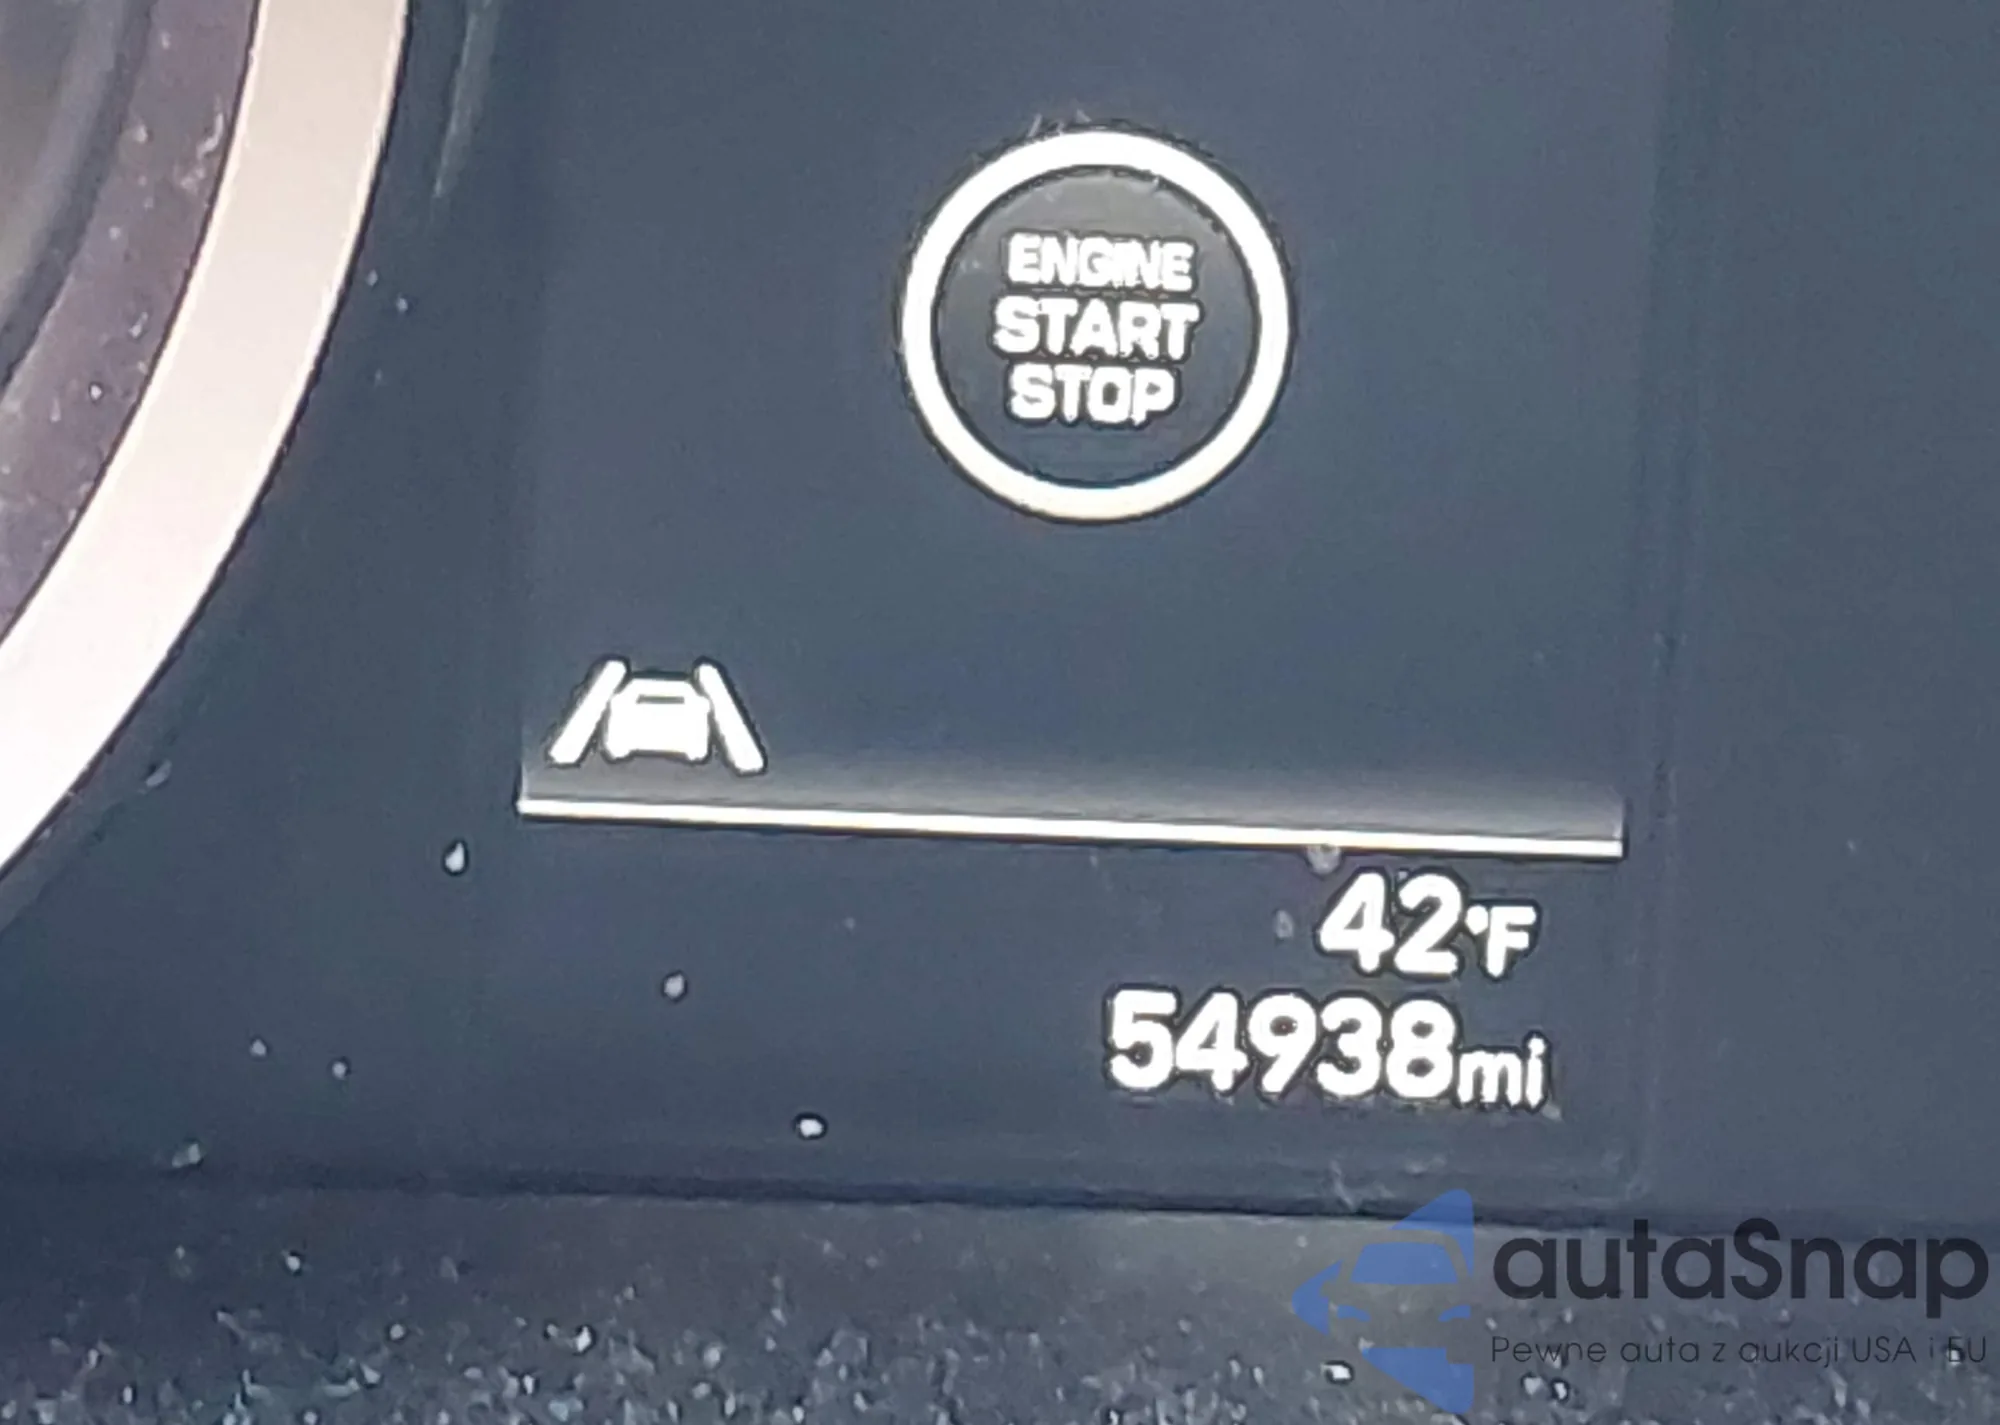 ENGINE
START
STOP
42°F
54938mi
autaSnap
Pewne auta z aukcji USA i EU